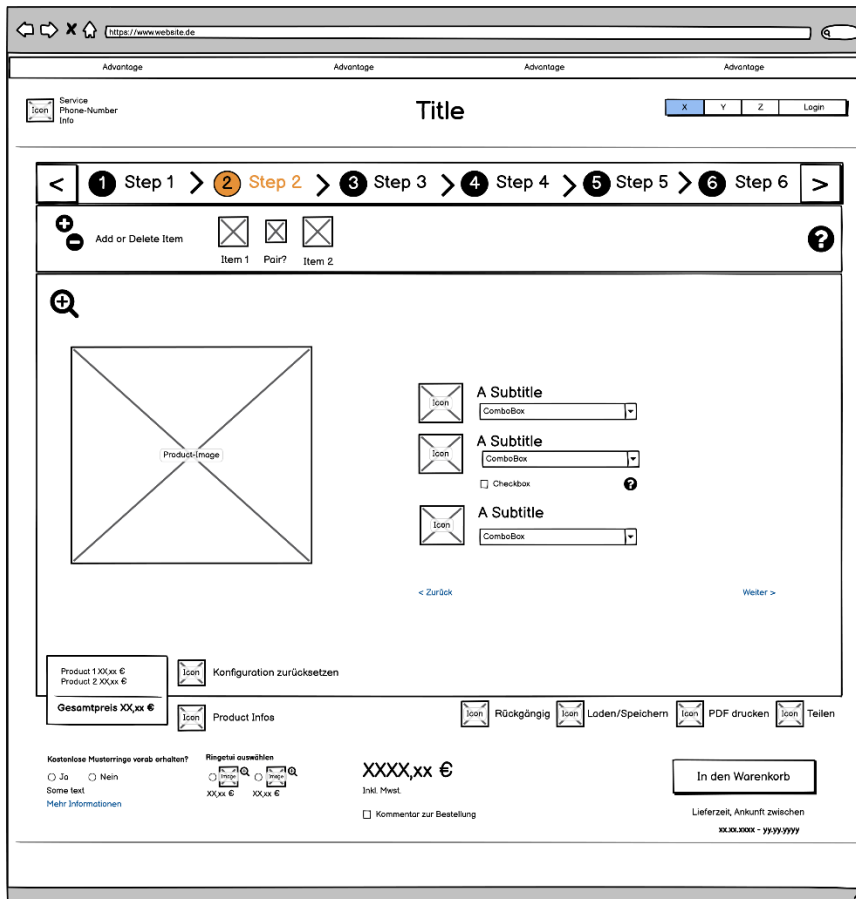 https://www.website.de
Advantage Advantage Advantage Advantage
Icon
Service
Phone-Number
Info
Title
X Y Z Login
< 1 Step 1 > 2 Step 2 > 3 Step 3 > 4 Step 4 > 5 Step 5 > 6 Step 6 >
Add or Delete Item
Item 1 Pair? Item 2
?
Product-Image
Icon
A Subtitle
ComboBox
Icon
A Subtitle
ComboBox
Checkbox ?
Icon
A Subtitle
ComboBox
< Zurück Weiter >
Product 1 XX,xx €
Product 2 XX,xx €
Gesamtpreis XX,xx €
Icon Konfiguration zurücksetzen
Icon Product Infos
Icon Rückgängig Icon Laden/Speichern Icon PDF drucken Icon Teilen
Kostenlose Musterringe vorab erhalten?
Ja Nein
Some text
Mehr Informationen
Ringetui auswählen
Image Image
XX,xx € XX,xx €
XXXX,xx €
Inkl. Mwst.
Kommentar zur Bestellung
In den Warenkorb
Lieferzeit, Ankunft zwischen
xx.xx.xxxx - yy.yy.yyyy